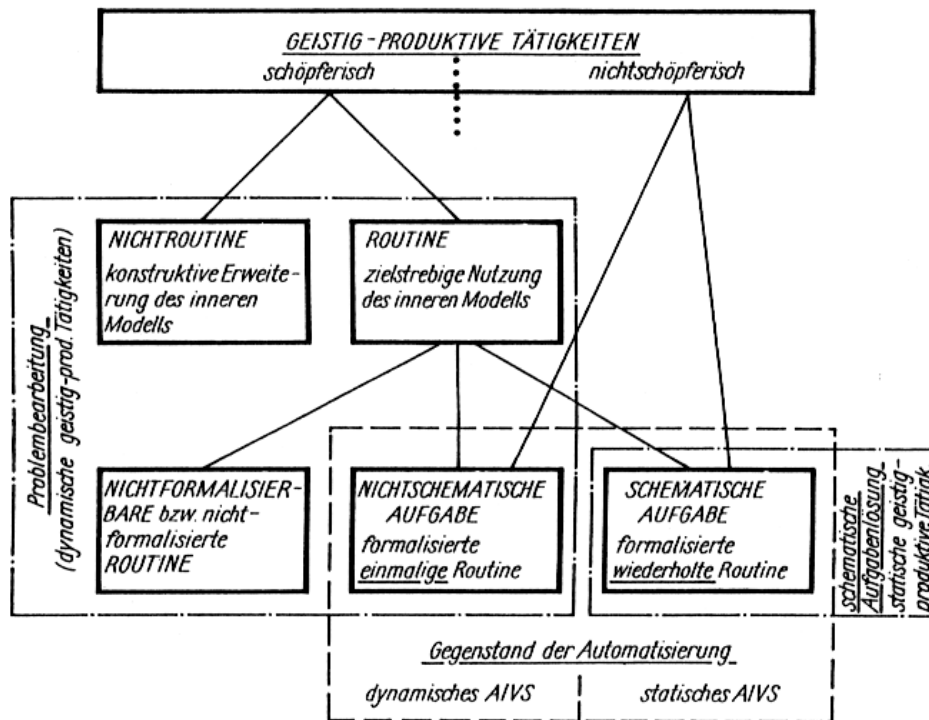 GEISTIG-PRODUKTIVE TÄTIGKEITEN
schöpferisch
nichtschöpferisch
Problembearbeitung
(dynamische geistig-prod. Tätigkeiten)
NICHTROUTINE
konstruktive Erweite-
rung des inneren
Modells
ROUTINE
zielstrebige Nutzung
des inneren Modells
NICHTFORMALISIER-
BARE bzw. nicht-
formalisierte
ROUTINE
NICHTSCHEMATISCHE
AUFGABE
formalisierte
einmalige Routine
SCHEMATISCHE
AUFGABE
formalisierte
wiederholte Routine
schematische
Aufgabenlösung
statische geistig-
produktive Tätigk
Gegenstand der Automatisierung
dynamisches AIVS
statisches AIVS